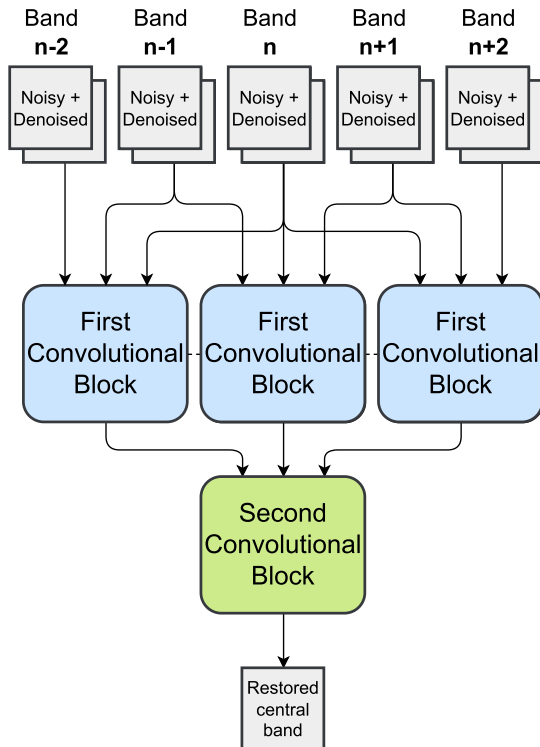 Band Band Band Band Band
n-2 n-1 n n+1 n+2
Noisy + Noisy + Noisy + Noisy + Noisy +
Denoised Denoised Denoised Denoised Denoised
First First First
Convolutional Convolutional Convolutional
Block Block Block
Second
Convolutional
Block
Restored
central
band